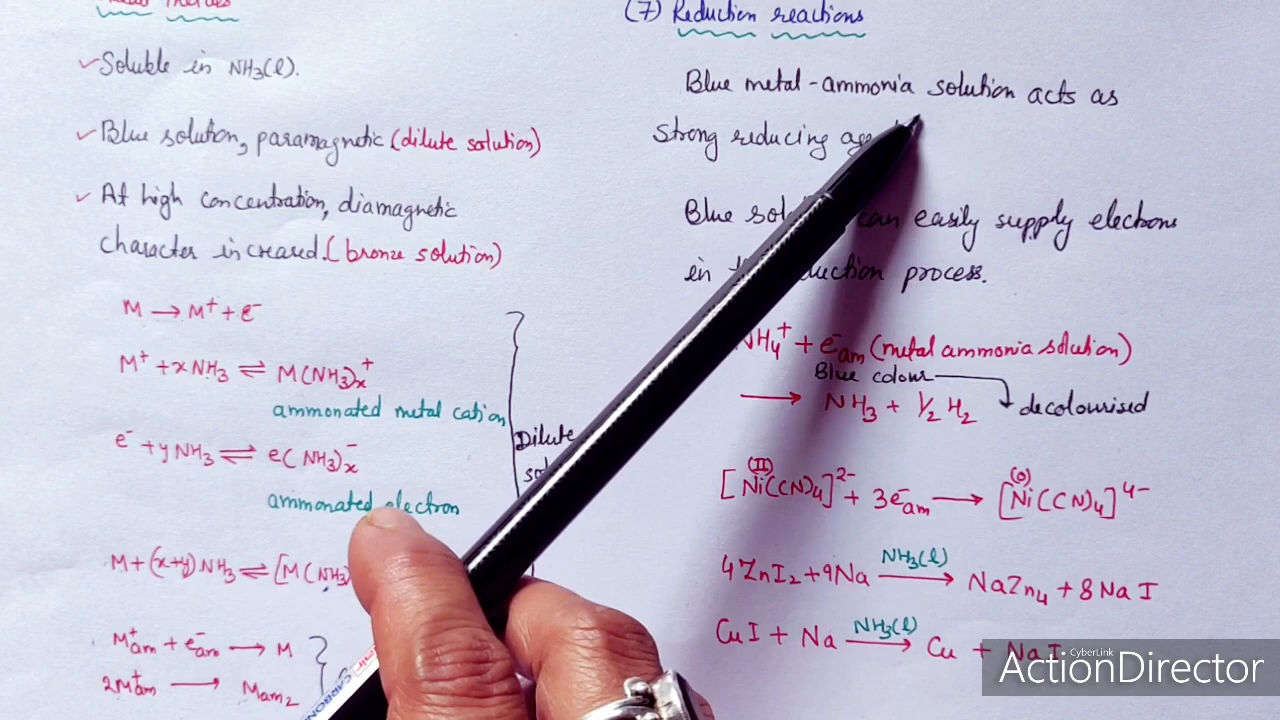 ✓Soluble in NH₃(l).
✓Blue solution, paramagnetic (dilute solution)
✓At high concentration, diamagnetic
character increased. (bronze solution)
M → M⁺ + e⁻
M⁺ + xNH₃ ⇌ M(NH₃)ₓ⁺
ammonated metal cation
e⁻ + yNH₃ ⇌ e(NH₃)ₓ⁻
ammonated electron
Dilute
M + (x+y)NH₃ ⇌ [M(NH₃)
M⁺am + e⁻am → M
2M⁺am → Mam₂
(7) Reduction reactions
Blue metal-ammonia solution acts as
strong reducing
Blue can easily supply electrons
in process.
NH₄⁺ + e⁻am (metal ammonia solution)
Blue colour
→ NH₃ + ½ H₂ decolourised
[Ni(CN)₄]²⁻ + 3e⁻am → [Ni(CN)₄]⁴⁻
(II) (0)
4ZnI₂ + 9Na NH₃(l) → NaZn₄ + 8NaI
CuI + Na NH₃(l) → Cu + NaI
CyberLink
ActionDirector